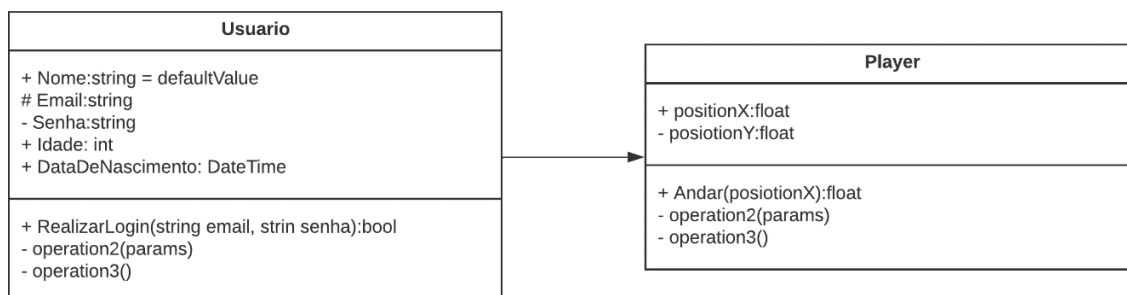 Usuario
+ Nome:string = defaultValue
# Email:string
- Senha:string
+ Idade: int
+ DataDeNascimento: DateTime
+ RealizarLogin(string email, strin senha):bool
- operation2(params)
- operation3()
Player
+ positionX:float
- posiotionY:float
+ Andar(posiotionX):float
- operation2(params)
- operation3()